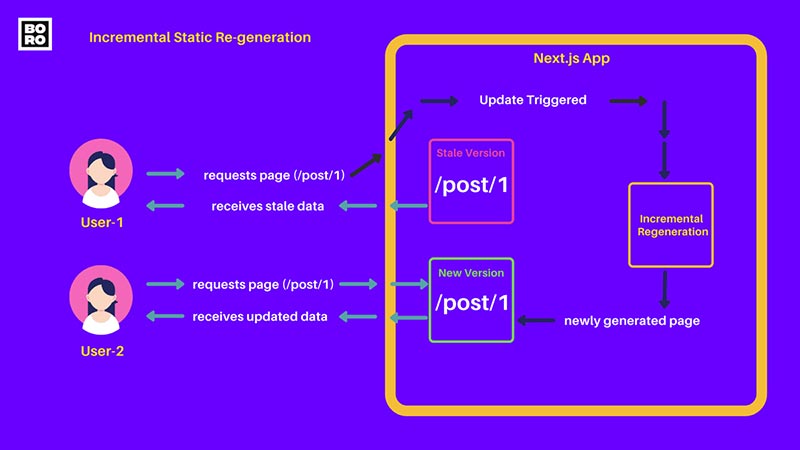 BO
RO
Incremental Static Re-generation
Next.js App
Update Triggered
Stale Version
/post/1
requests page (/post/1)
receives stale data
User-1
Incremental
Regeneration
New Version
/post/1
requests page (/post/1)
receives updated data
newly generated page
User-2